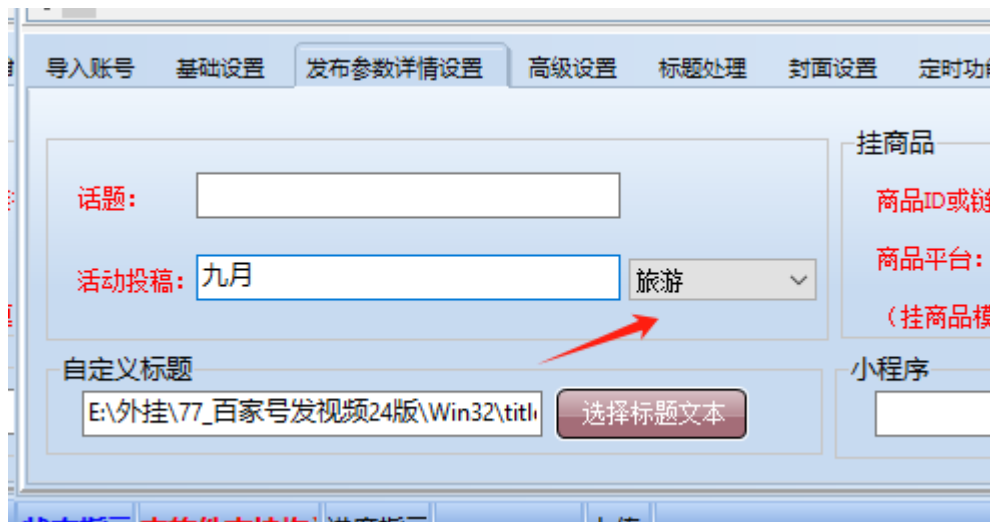 导入账号 基础设置 发布参数详情设置 高级设置 标题处理 封面设置 定时功
挂商品
话题：
商品ID或链
活动投稿： 九月 旅游
商品平台：
（挂商品模
自定义标题
小程序
E:\外挂\77_百家号发视频24版\Win32\titl
选择标题文本
进度指示